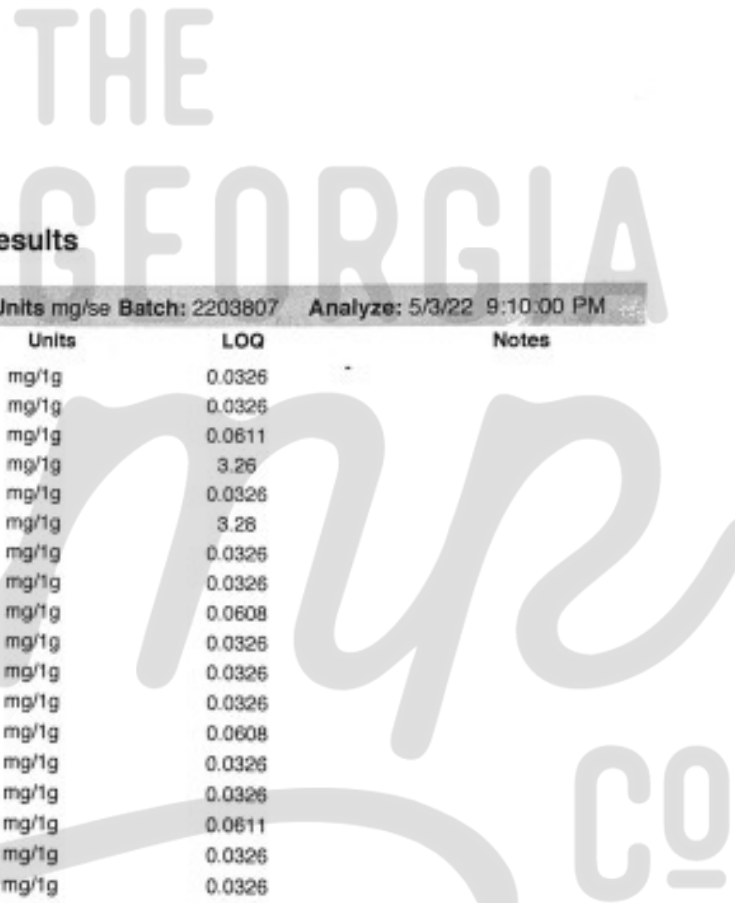 THE
GEORGIA
esults
Units mg/se Batch: 2203807 Analyze: 5/3/22 9:10:00 PM
Units LOQ Notes
mg/1g 0.0326
mg/1g 0.0326
mg/1g 0.0611
mg/1g 3.26
mg/1g 0.0326
mg/1g 3.28
mg/1g 0.0326
mg/1g 0.0326
mg/1g 0.0608
mg/1g 0.0326
mg/1g 0.0326
mg/1g 0.0326
mg/1g 0.0608
mg/1g 0.0326
mg/1g 0.0326
mg/1g 0.0611
mg/1g 0.0326
mg/1g 0.0326
mp
CO